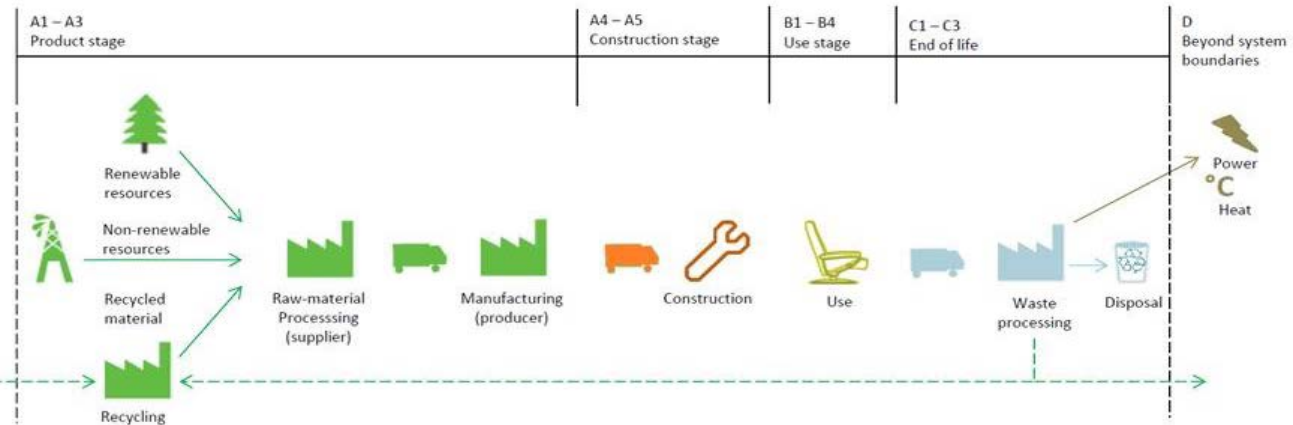 A1 – A3
Product stage
A4 – A5
Construction stage
B1 – B4
Use stage
C1 – C3
End of life
D
Beyond system
boundaries
Renewable
resources
Non-renewable
resources
Recycled
material
Recycling
Raw-material
Processsing
(supplier)
Manufacturing
(producer)
Construction
Use
Waste
processing
Disposal
Power
°C
Heat